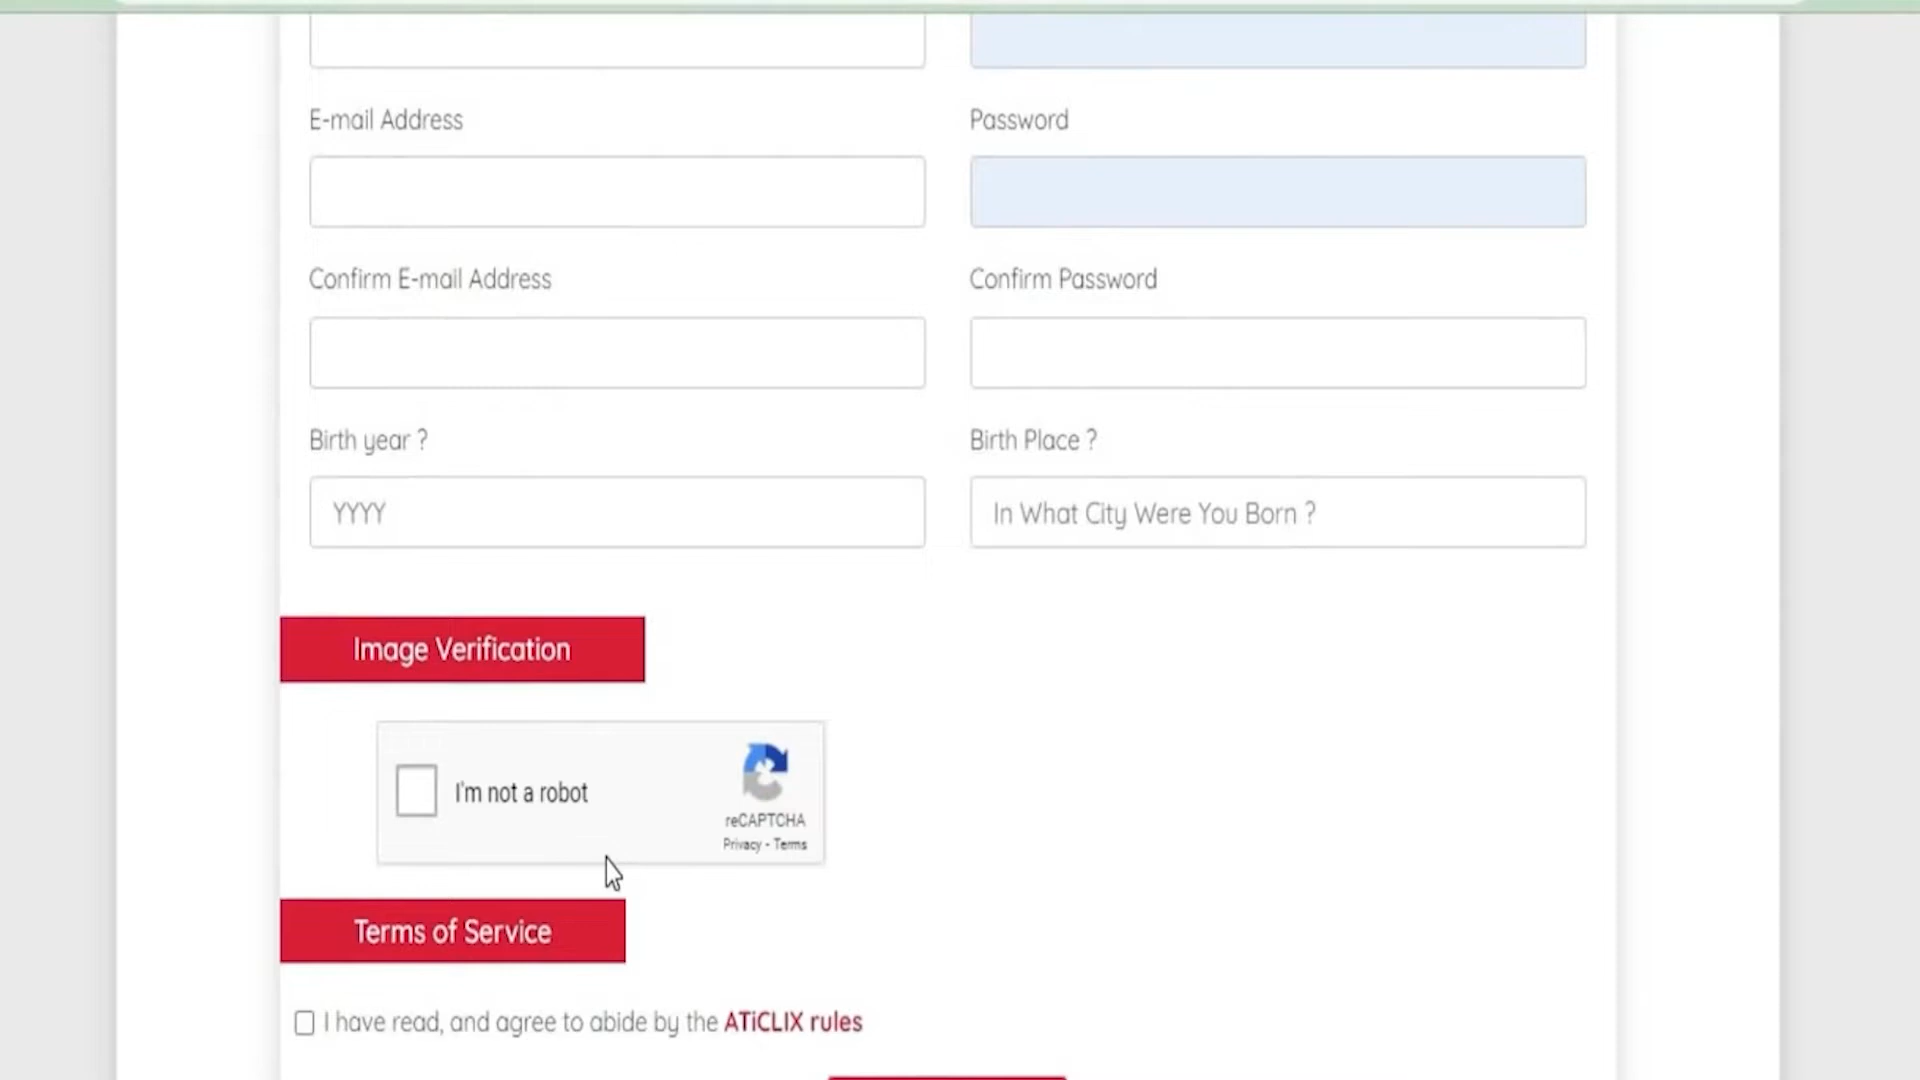 E-mail Address
Password
Confirm E-mail Address
Confirm Password
Birth year ?
Birth Place ?
YYYY
In What City Were You Born ?
Image Verification
I'm not a robot
reCAPTCHA
Privacy - Terms
Terms of Service
I have read, and agree to abide by the ATiCLIX rules